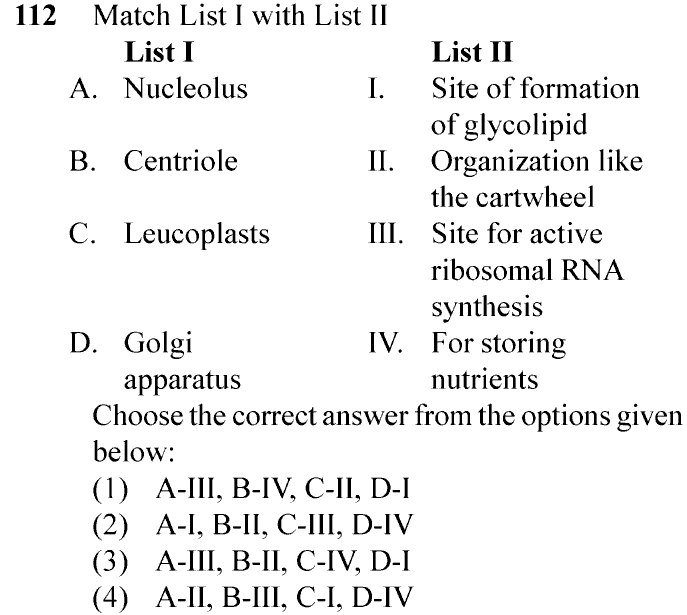 112 Match List I with List II
List I List II
A. Nucleolus I. Site of formation
of glycolipid
B. Centriole II. Organization like
the cartwheel
C. Leucoplasts III. Site for active
ribosomal RNA
synthesis
D. Golgi IV. For storing
apparatus nutrients
Choose the correct answer from the options given
below:
(1) A-III, B-IV, C-II, D-I
(2) A-I, B-II, C-III, D-IV
(3) A-III, B-II, C-IV, D-I
(4) A-II, B-III, C-I, D-IV